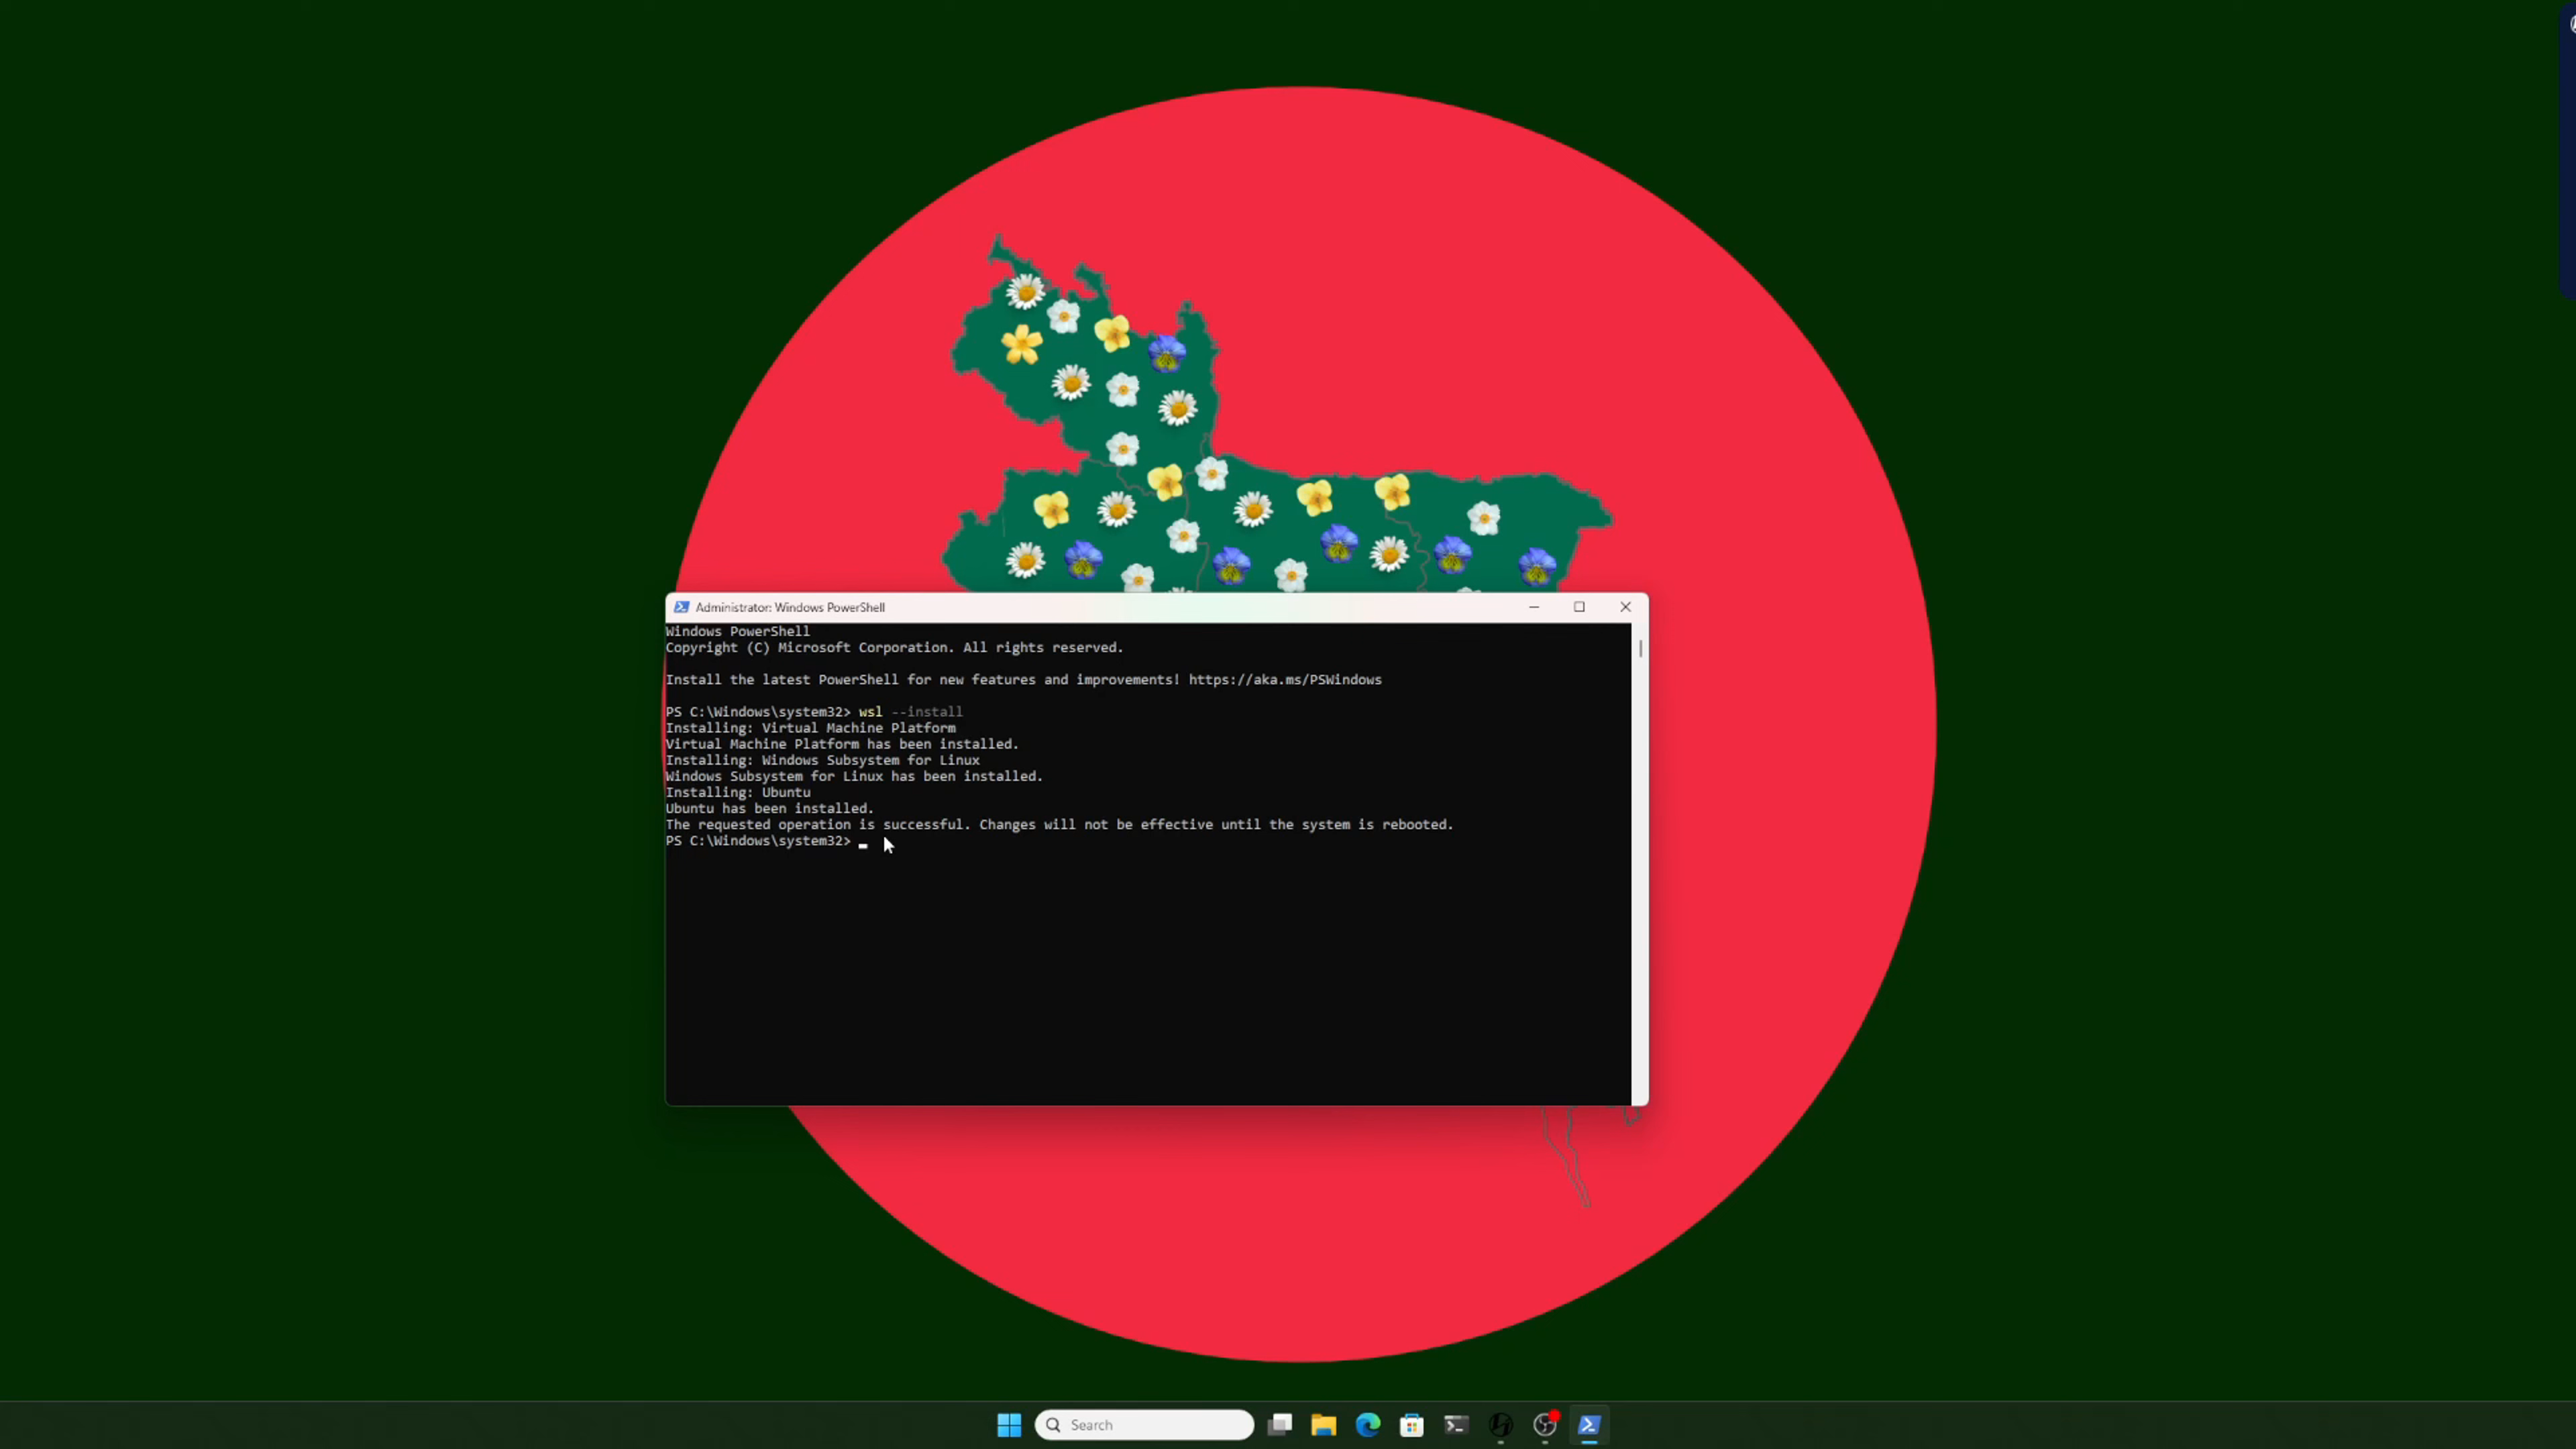 Administrator: Windows PowerShell
Windows PowerShell
Copyright (C) Microsoft Corporation. All rights reserved.
Install the latest PowerShell for new features and improvements! https://aka.ms/PSWindows
PS C:\Windows\system32> wsl --install
Installing: Virtual Machine Platform
Virtual Machine Platform has been installed.
Installing: Windows Subsystem for Linux
Windows Subsystem for Linux has been installed.
Installing: Ubuntu
Ubuntu has been installed.
The requested operation is successful. Changes will not be effective until the system is rebooted.
PS C:\Windows\system32>
Search